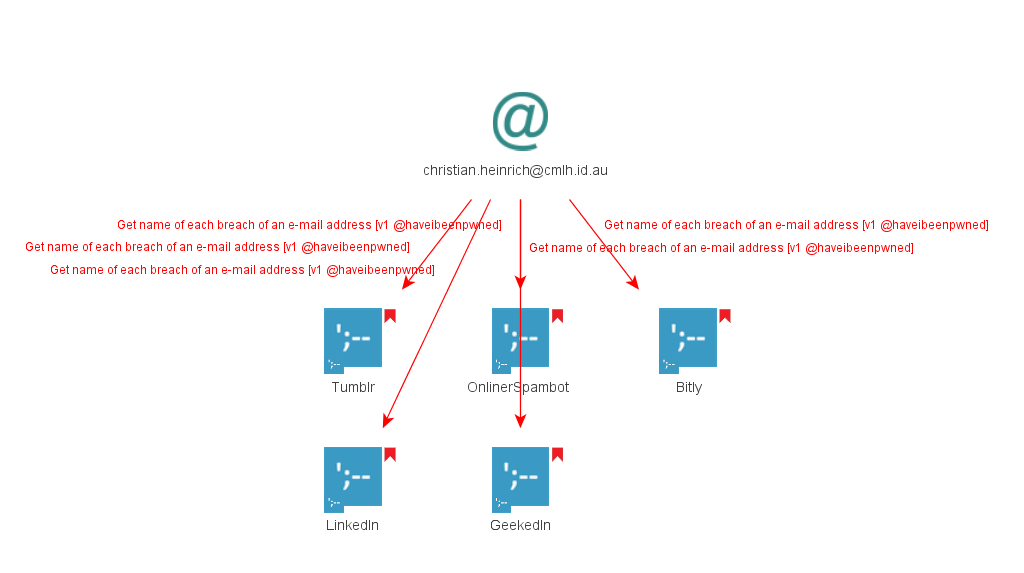 @
christian.heinrich@cmlh.id.au
Get name of each breach of an e-mail address [v1 @haveibeenpwned]
Get name of each breach of an e-mail address [v1 @haveibeenpwned]
Get name of each breach of an e-mail address [v1 @haveibeenpwned]
Get name of each breach of an e-mail address [v1 @haveibeenpwned]
Get name of each breach of an e-mail address [v1 @haveibeenpwned]
';--
';--
';--
';--
';--
';--
Tumblr
OnlinerSpambot
Bitly
';--
';--
';--
';--
LinkedIn
GeekedIn